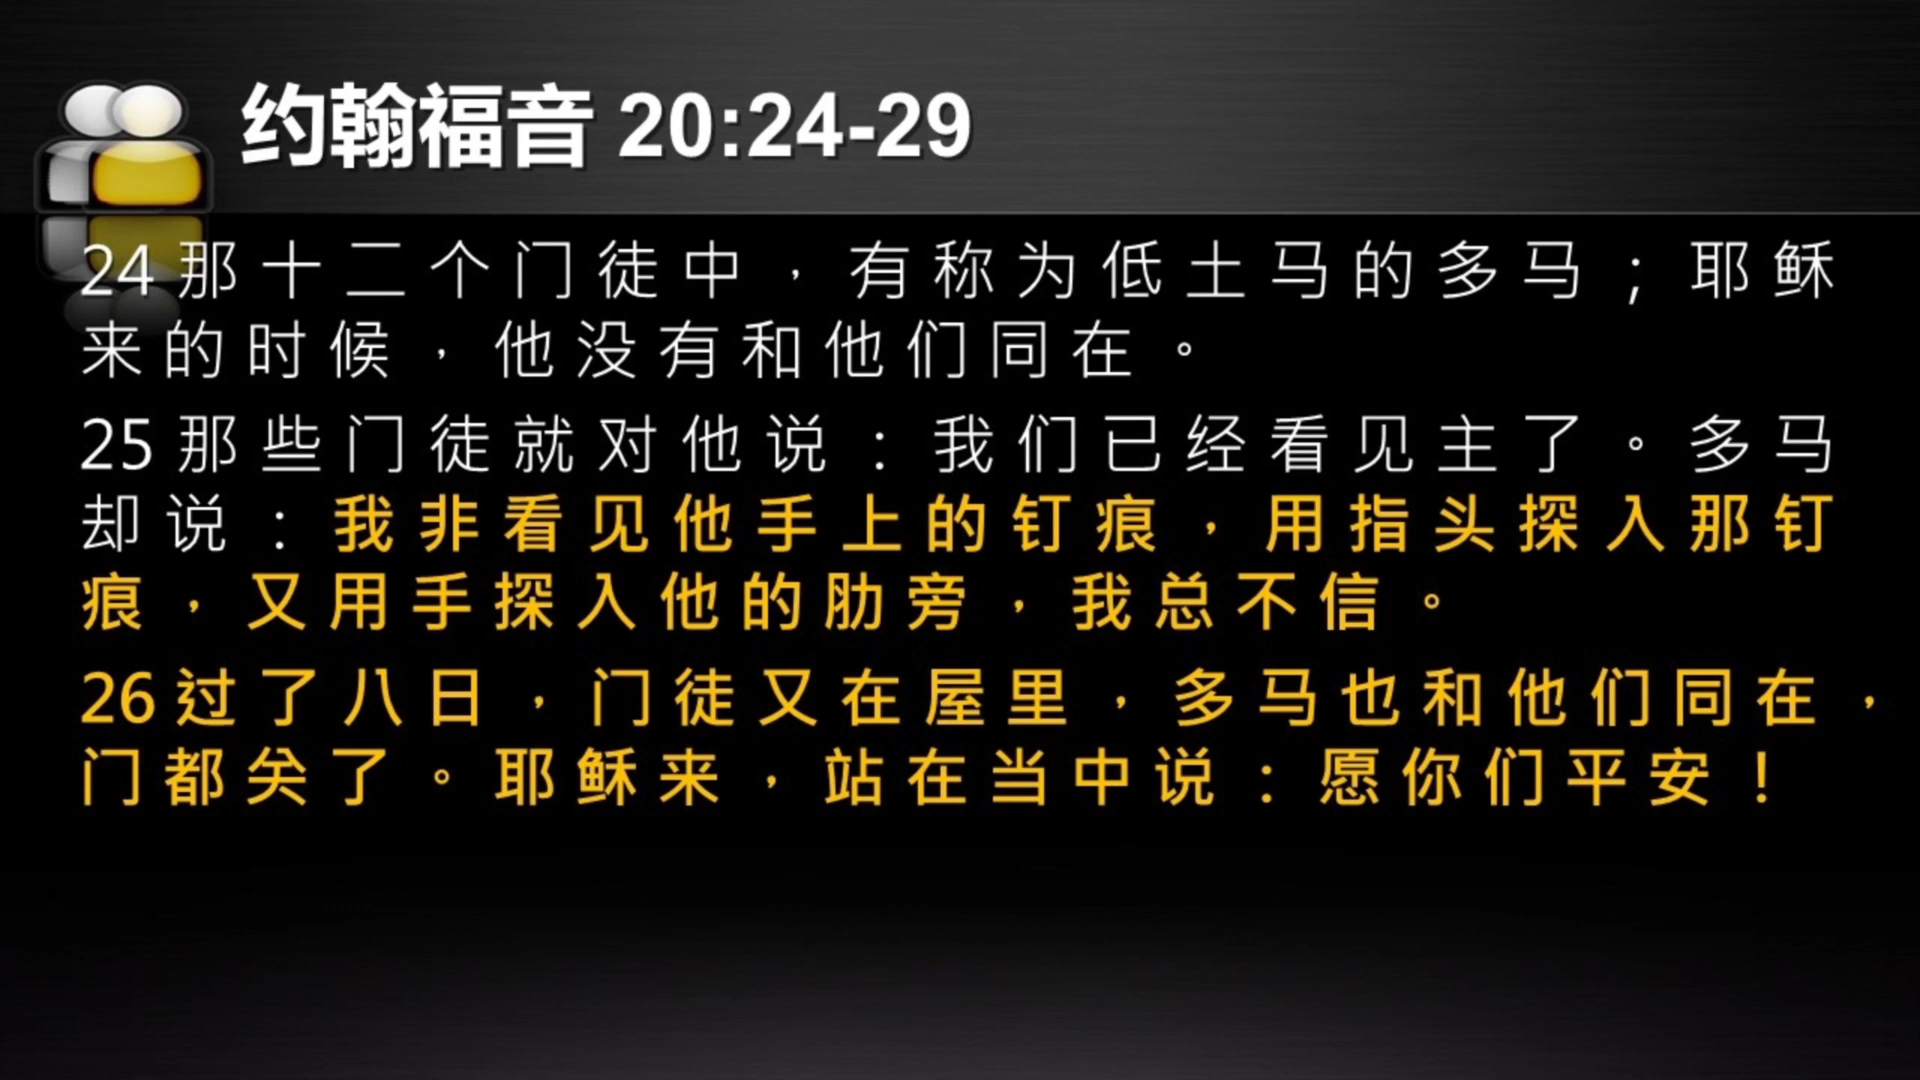 约翰福音 20:24-29
24 那 十 二 个 门 徒 中 ， 有 称 为 低 土 马 的 多 马 ； 耶 稣
来 的 时 候 ， 他 没 有 和 他 们 同 在 。
25 那 些 门 徒 就 对 他 说 ： 我 们 已 经 看 见 主 了 。 多 马
却 说 ： 我 非 看 见 他 手 上 的 钉 痕 ， 用 指 头 探 入 那 钉
痕 ， 又 用 手 探 入 他 的 肋 旁 ， 我 总 不 信 。
26 过 了 八 日 ， 门 徒 又 在 屋 里 ， 多 马 也 和 他 们 同 在 ，
门 都 关 了 。 耶 稣 来 ， 站 在 当 中 说 ： 愿 你 们 平 安 ！